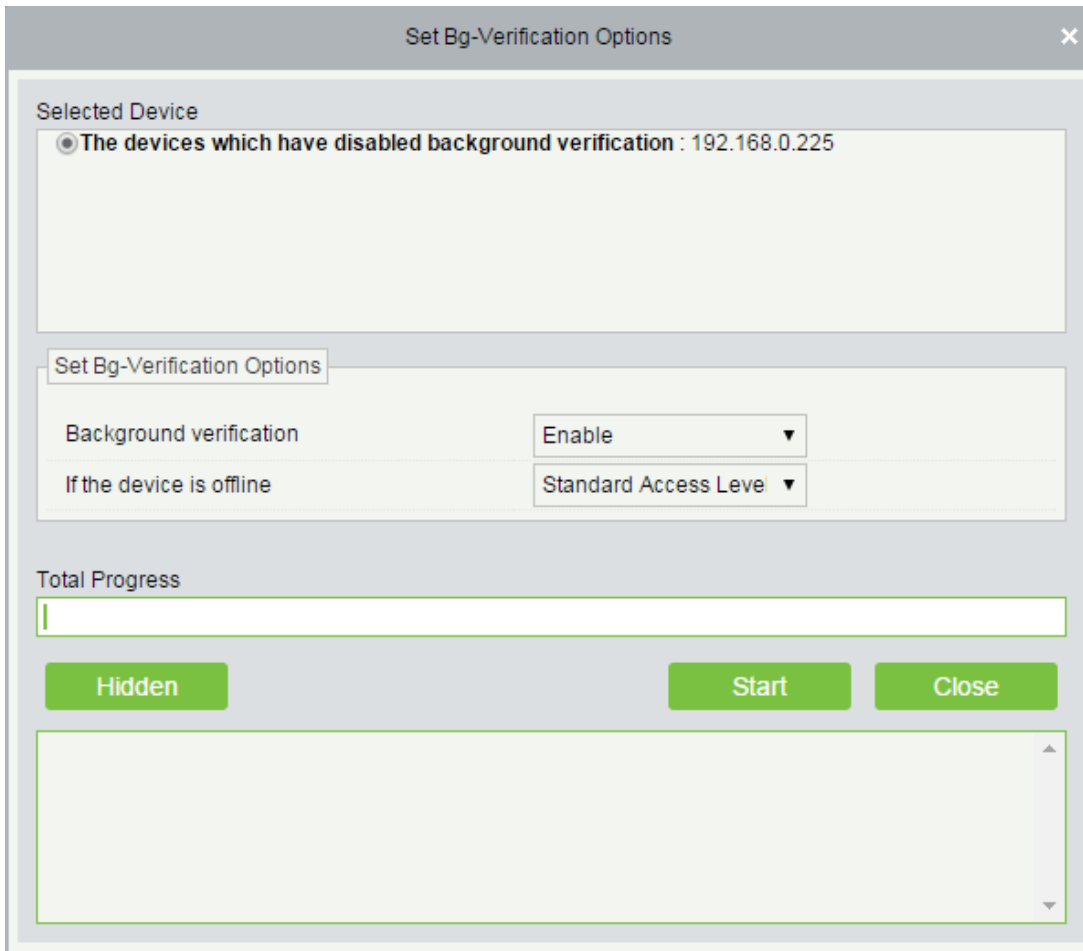 Set Bg-Verification Options
Selected Device
The devices which have disabled background verification : 192.168.0.225
Set Bg-Verification Options
Background verification Enable
If the device is offline Standard Access Level
Total Progress
Hidden Start Close